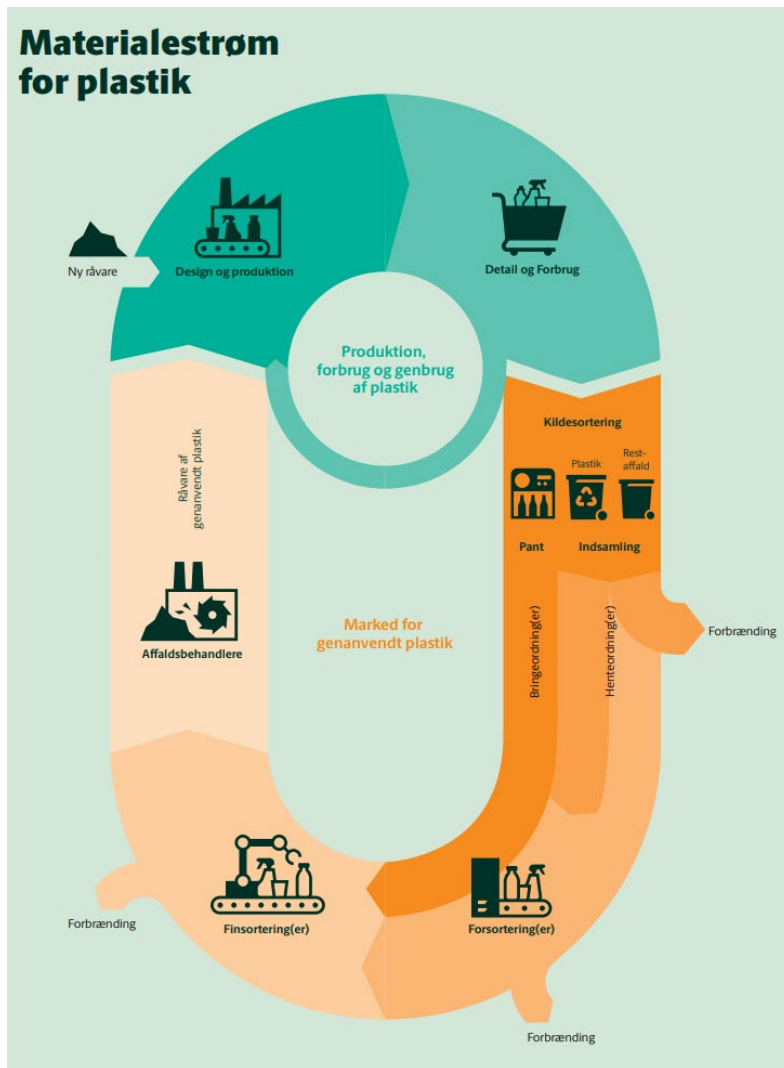 Materialestrøm
for plastik
Ny råvare
Design og produktion
Detail og Forbrug
Produktion,
forbrug og genbrug
af plastik
Kildesortering
Plastik
Rest-
affald
Pant
Indsamling
Råvare af
genanvendt plastik
Affaldsbehandlere
Marked for
genanvendt plastik
Bringeordning(er)
Henteordning(er)
Forbrænding
Finsortering(er)
Forsortering(er)
Forbrænding
Forbrænding